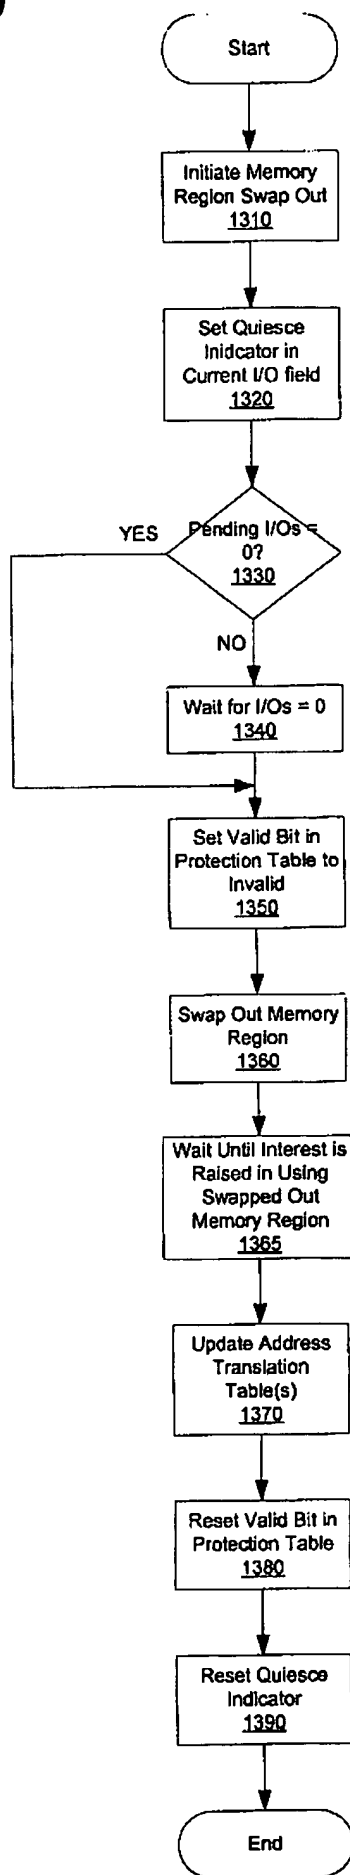 Start
Initiate Memory
Region Swap Out
1310
Set Quiesce
Inidcator in
Current I/O field
1320
Pending I/Os =
0?
1330
YES
NO
Wait for I/Os = 0
1340
Set Valid Bit in
Protection Table to
Invalid
1350
Swap Out Memory
Region
1360
Wait Until Interest is
Raised in Using
Swapped Out
Memory Region
1365
Update Address
Translation
Table(s)
1370
Reset Valid Bit in
Protection Table
1380
Reset Quiesce
Indicator
1390
End